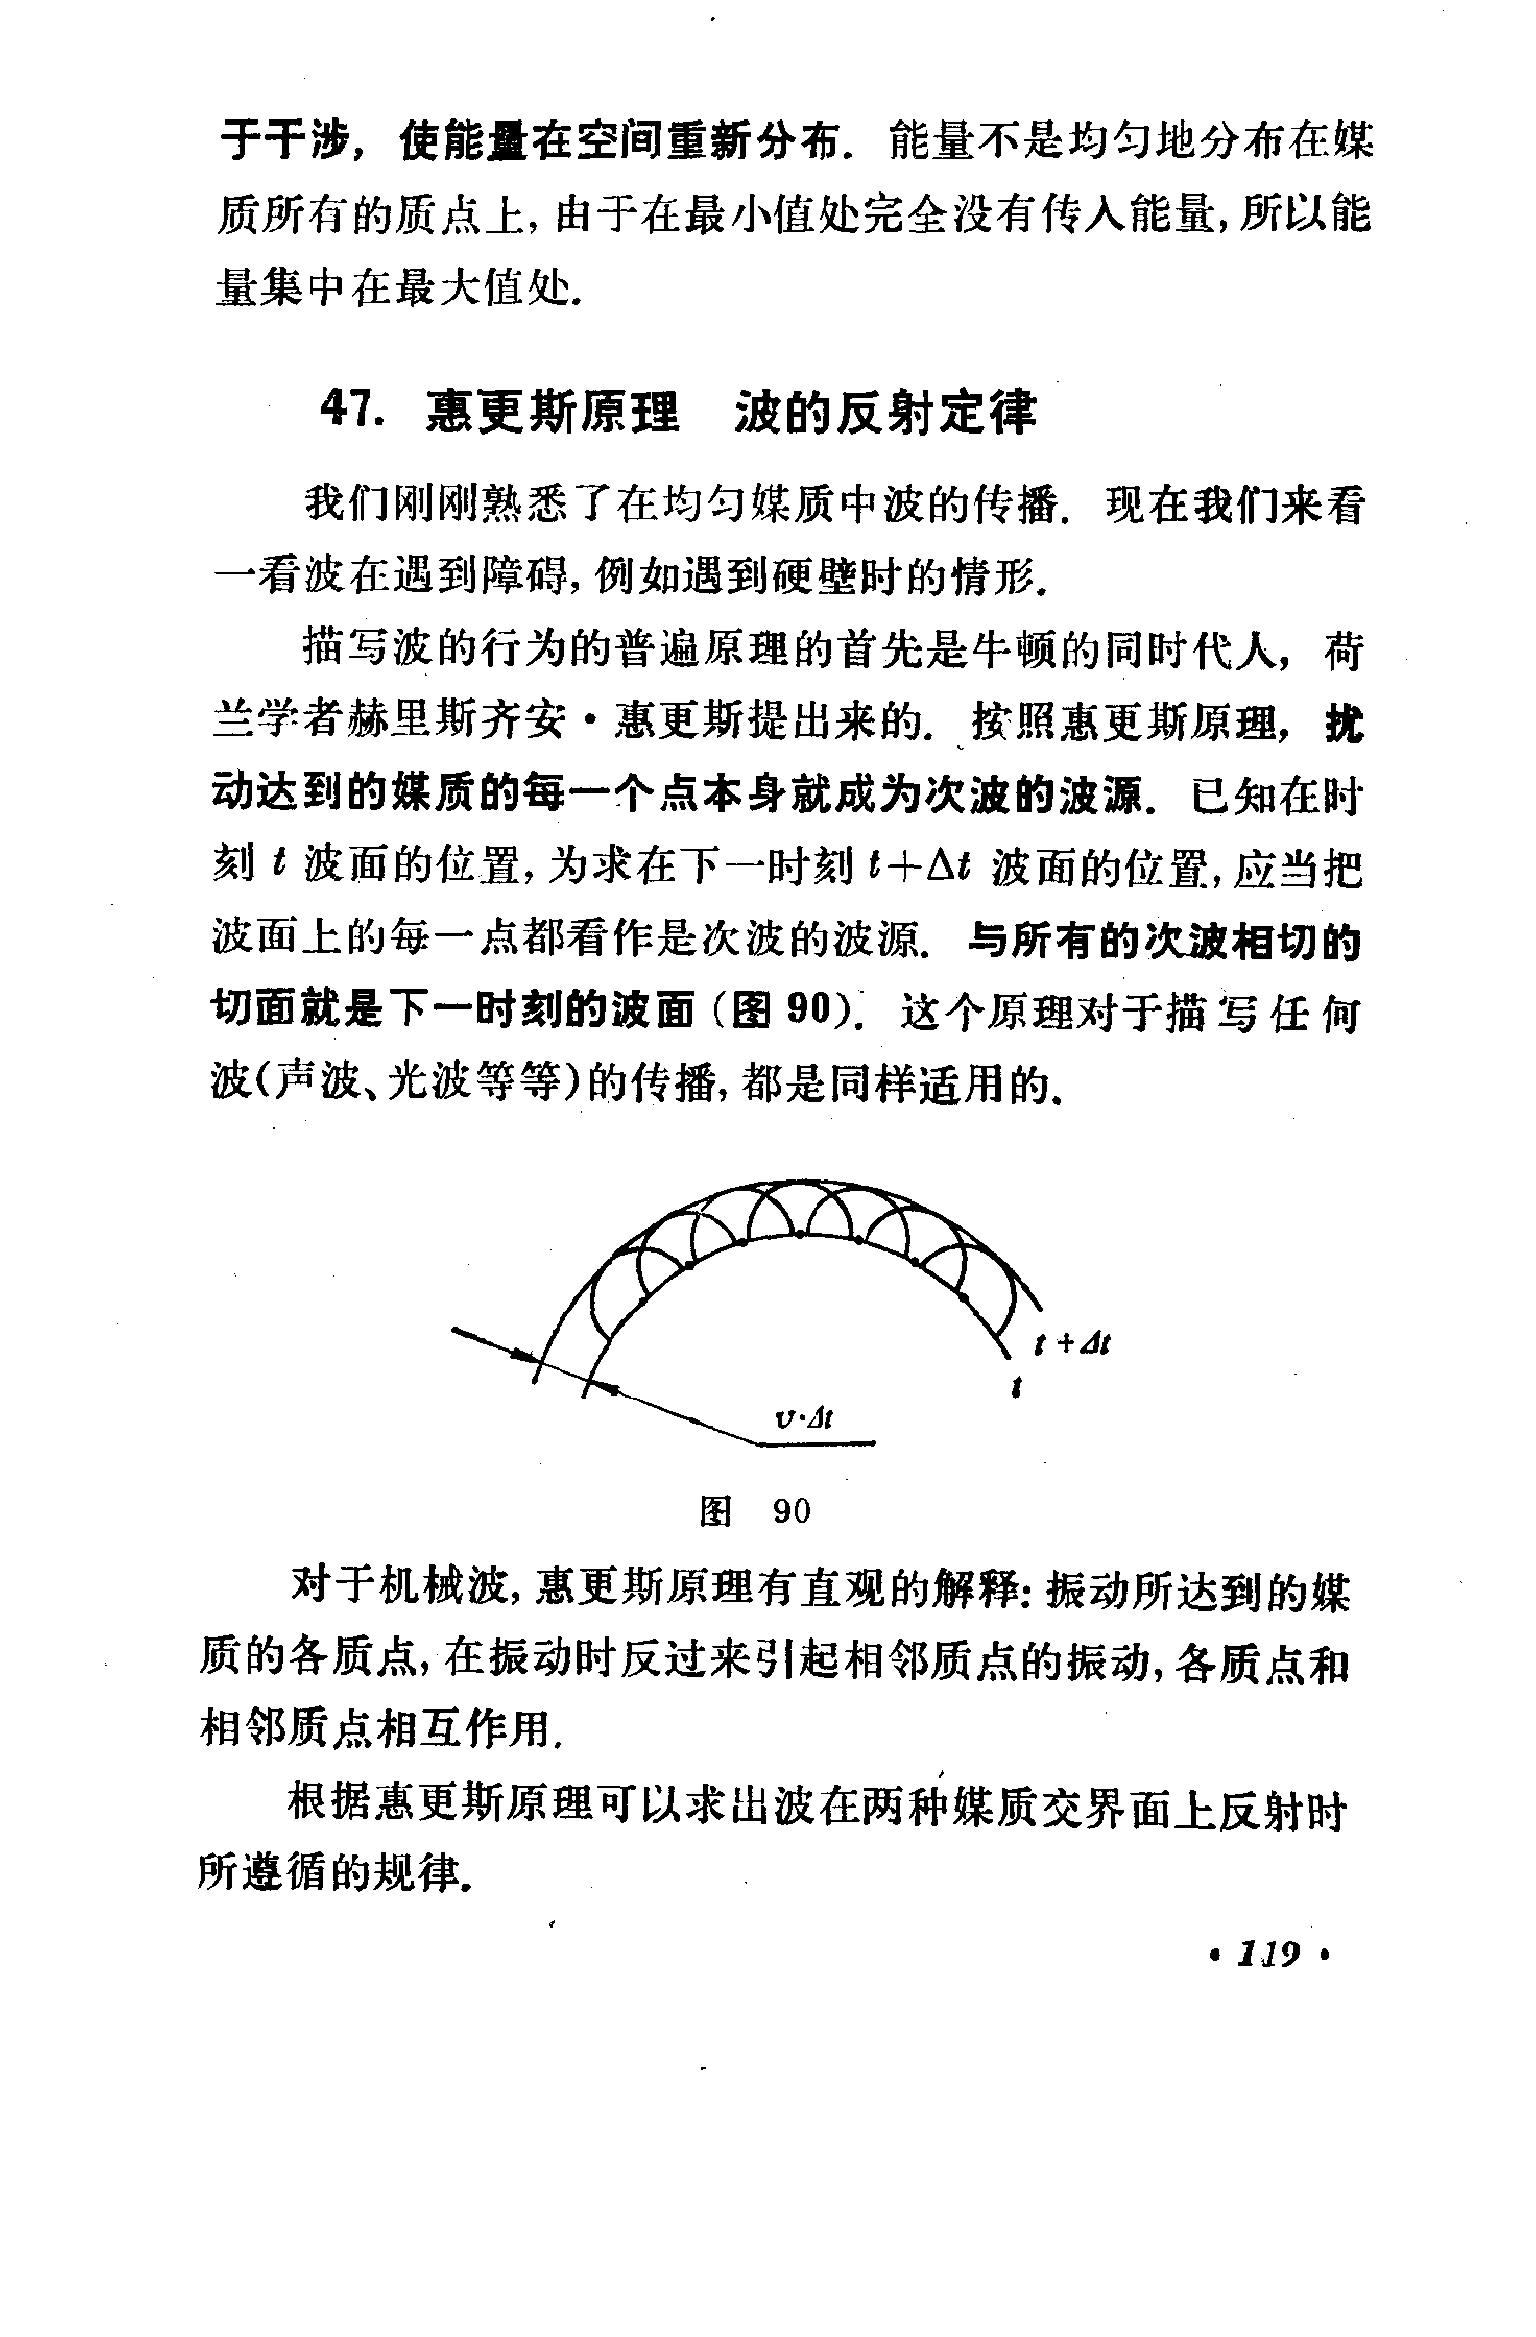 于干涉，使能量在空间重新分布．能量不是均匀地分布在媒
质所有的质点上，由于在最小值处完全没有传入能量，所以能
量集中在最大值处．
47．惠更斯原理　波的反射定律
我们刚刚熟悉了在均匀媒质中波的传播．现在我们来看
一看波在遇到障碍，例如遇到硬壁时的情形．
描写波的行为的普遍原理的首先是牛顿的同时代人，荷
兰学者赫里斯齐安·惠更斯提出来的．按照惠更斯原理，扰
动达到的媒质的每一个点本身就成为次波的波源．已知在时
刻 t 波面的位置，为求在下一时刻 t＋Δt 波面的位置，应当把
波面上的每一点都看作是次波的波源．与所有的次波相切的
切面就是下一时刻的波面（图 90）．这个原理对于描写任何
波（声波、光波等等）的传播，都是同样适用的．
t＋Δt
t
v·Δt
图　90
对于机械波，惠更斯原理有直观的解释：振动所达到的媒
质的各质点，在振动时反过来引起相邻质点的振动，各质点和
相邻质点相互作用．
根据惠更斯原理可以求出波在两种媒质交界面上反射时
所遵循的规律．
·119·